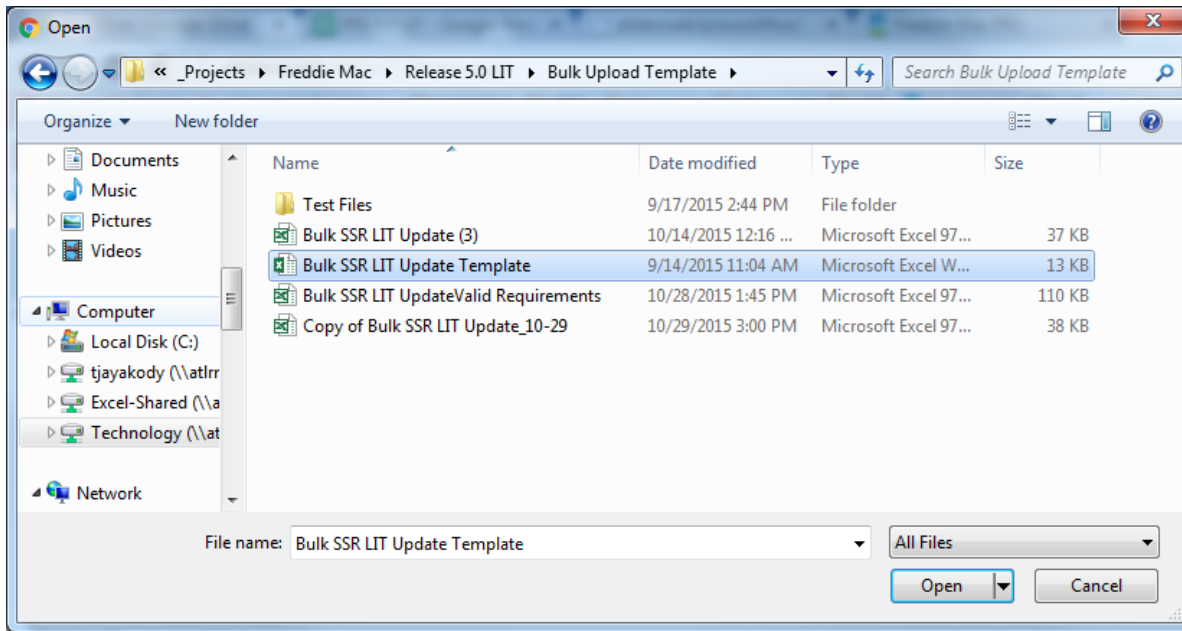 Open
« _Projects Freddie Mac Release 5.0 LIT Bulk Upload Template Search Bulk Upload Template
Organize New folder
Name Date modified Type Size
Documents
Music
Pictures
Videos
Computer
Local Disk (C:)
tjayakody (\\atlrr
Excel-Shared (\\a
Technology (\\at
Network
Test Files 9/17/2015 2:44 PM File folder
Bulk SSR LIT Update (3) 10/14/2015 12:16 ... Microsoft Excel 97... 37 KB
Bulk SSR LIT Update Template 9/14/2015 11:04 AM Microsoft Excel W... 13 KB
Bulk SSR LIT UpdateValid Requirements 10/28/2015 1:45 PM Microsoft Excel 97... 110 KB
Copy of Bulk SSR LIT Update_10-29 10/29/2015 3:00 PM Microsoft Excel 97... 38 KB
File name: Bulk SSR LIT Update Template All Files
Open Cancel